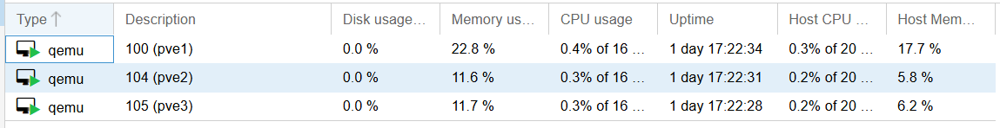 Type Description Disk usage... Memory us... CPU usage Uptime Host CPU ... Host Mem...
qemu 100 (pve1) 0.0 % 22.8 % 0.4% of 16 ... 1 day 17:22:34 0.3% of 20 ... 17.7 %
qemu 104 (pve2) 0.0 % 11.6 % 0.3% of 16 ... 1 day 17:22:31 0.2% of 20 ... 5.8 %
qemu 105 (pve3) 0.0 % 11.7 % 0.3% of 16 ... 1 day 17:22:28 0.2% of 20 ... 6.2 %